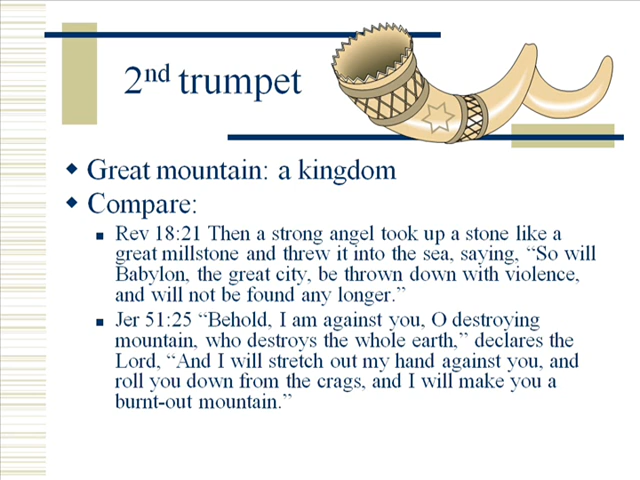 2nd trumpet
Great mountain: a kingdom
Compare:
Rev 18:21 Then a strong angel took up a stone like a
great millstone and threw it into the sea, saying, “So will
Babylon, the great city, be thrown down with violence,
and will not be found any longer.”
Jer 51:25 “Behold, I am against you, O destroying
mountain, who destroys the whole earth,” declares the
Lord, “And I will stretch out my hand against you, and
roll you down from the crags, and I will make you a
burnt-out mountain.”